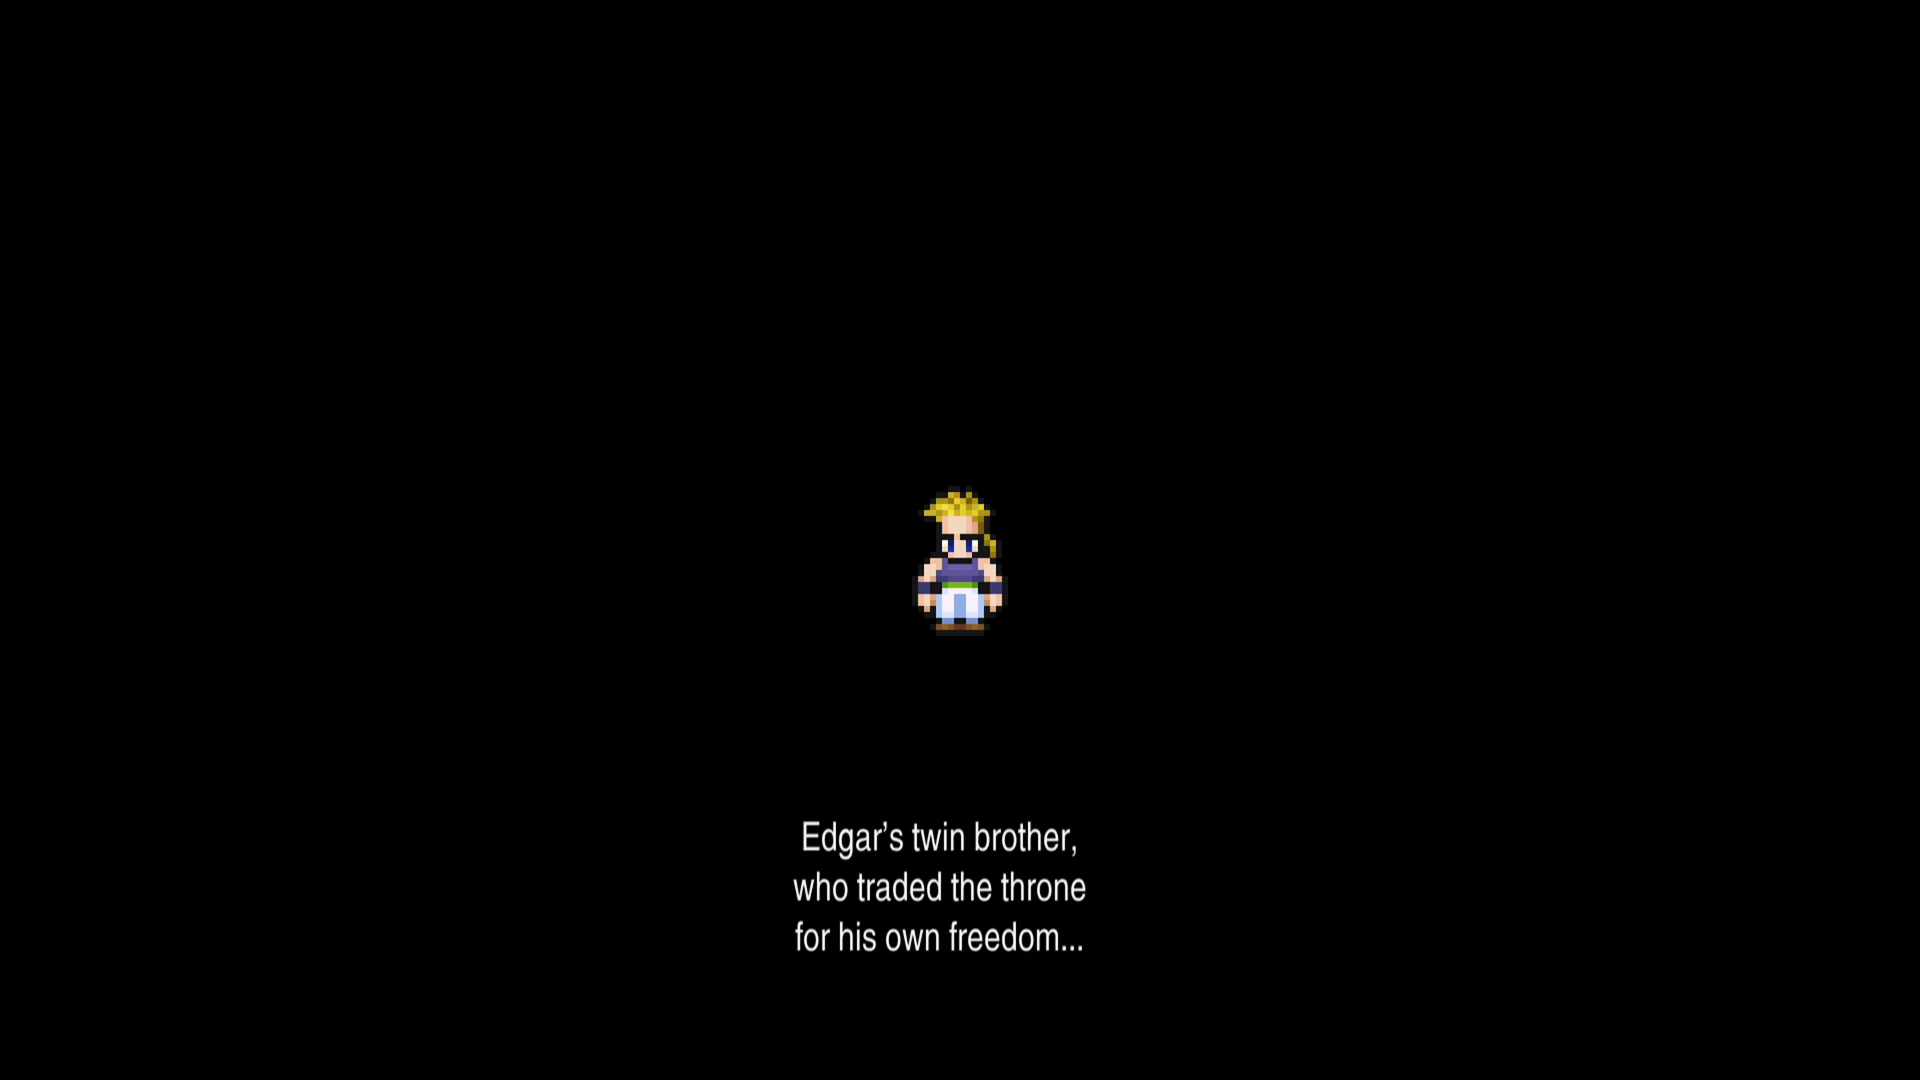 Edgar’s twin brother,
who traded the throne
for his own freedom...